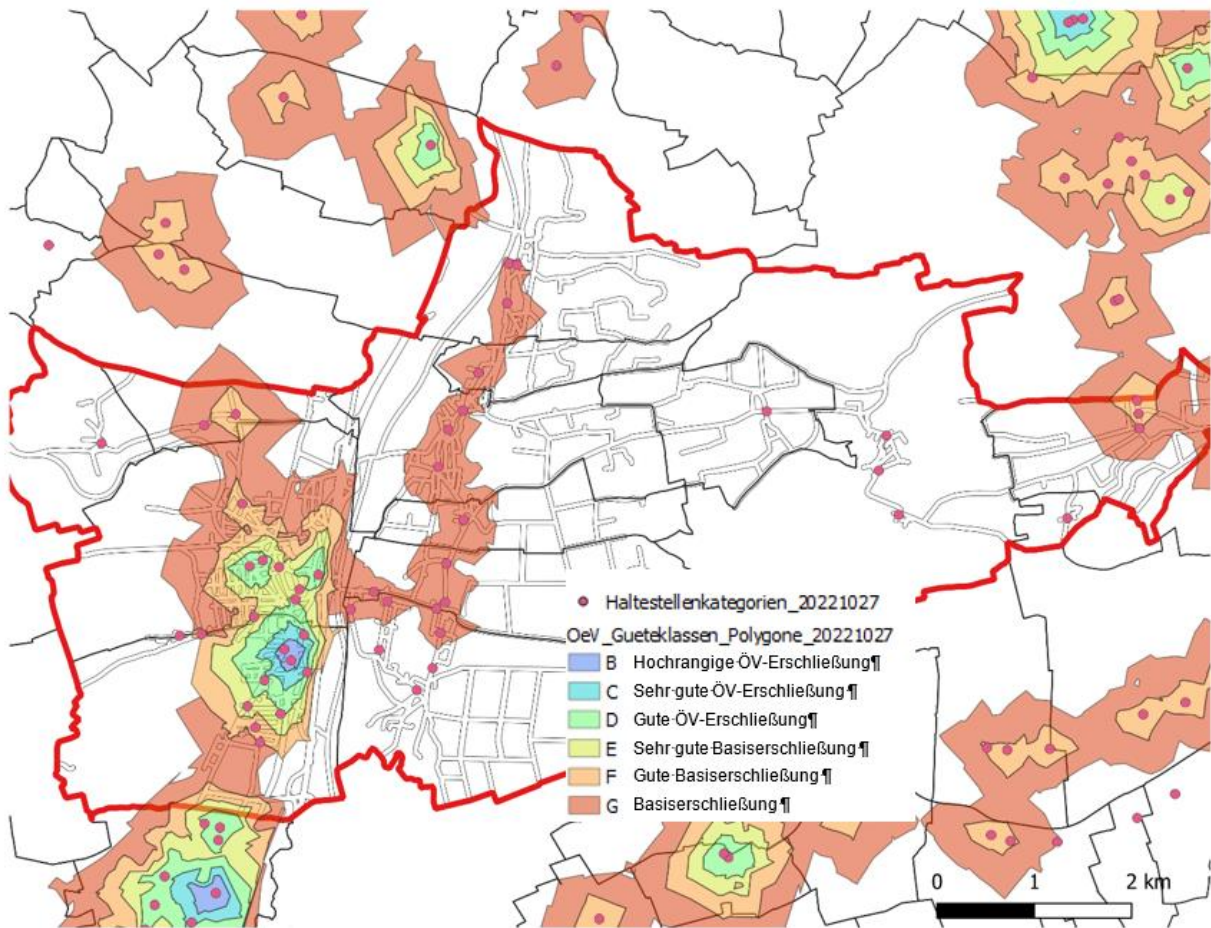 Haltestellenkategorien_20221027
OeV_Gueteklassen_Polygone_20221027
B Hochrangige·ÖV-Erschließung¶
C Sehr·gute·ÖV-Erschließung¶
D Gute·ÖV-Erschließung¶
E Sehr·gute·Basiserschließung¶
F Gute·Basiserschließung¶
G Basiserschließung¶
0 1 2 km